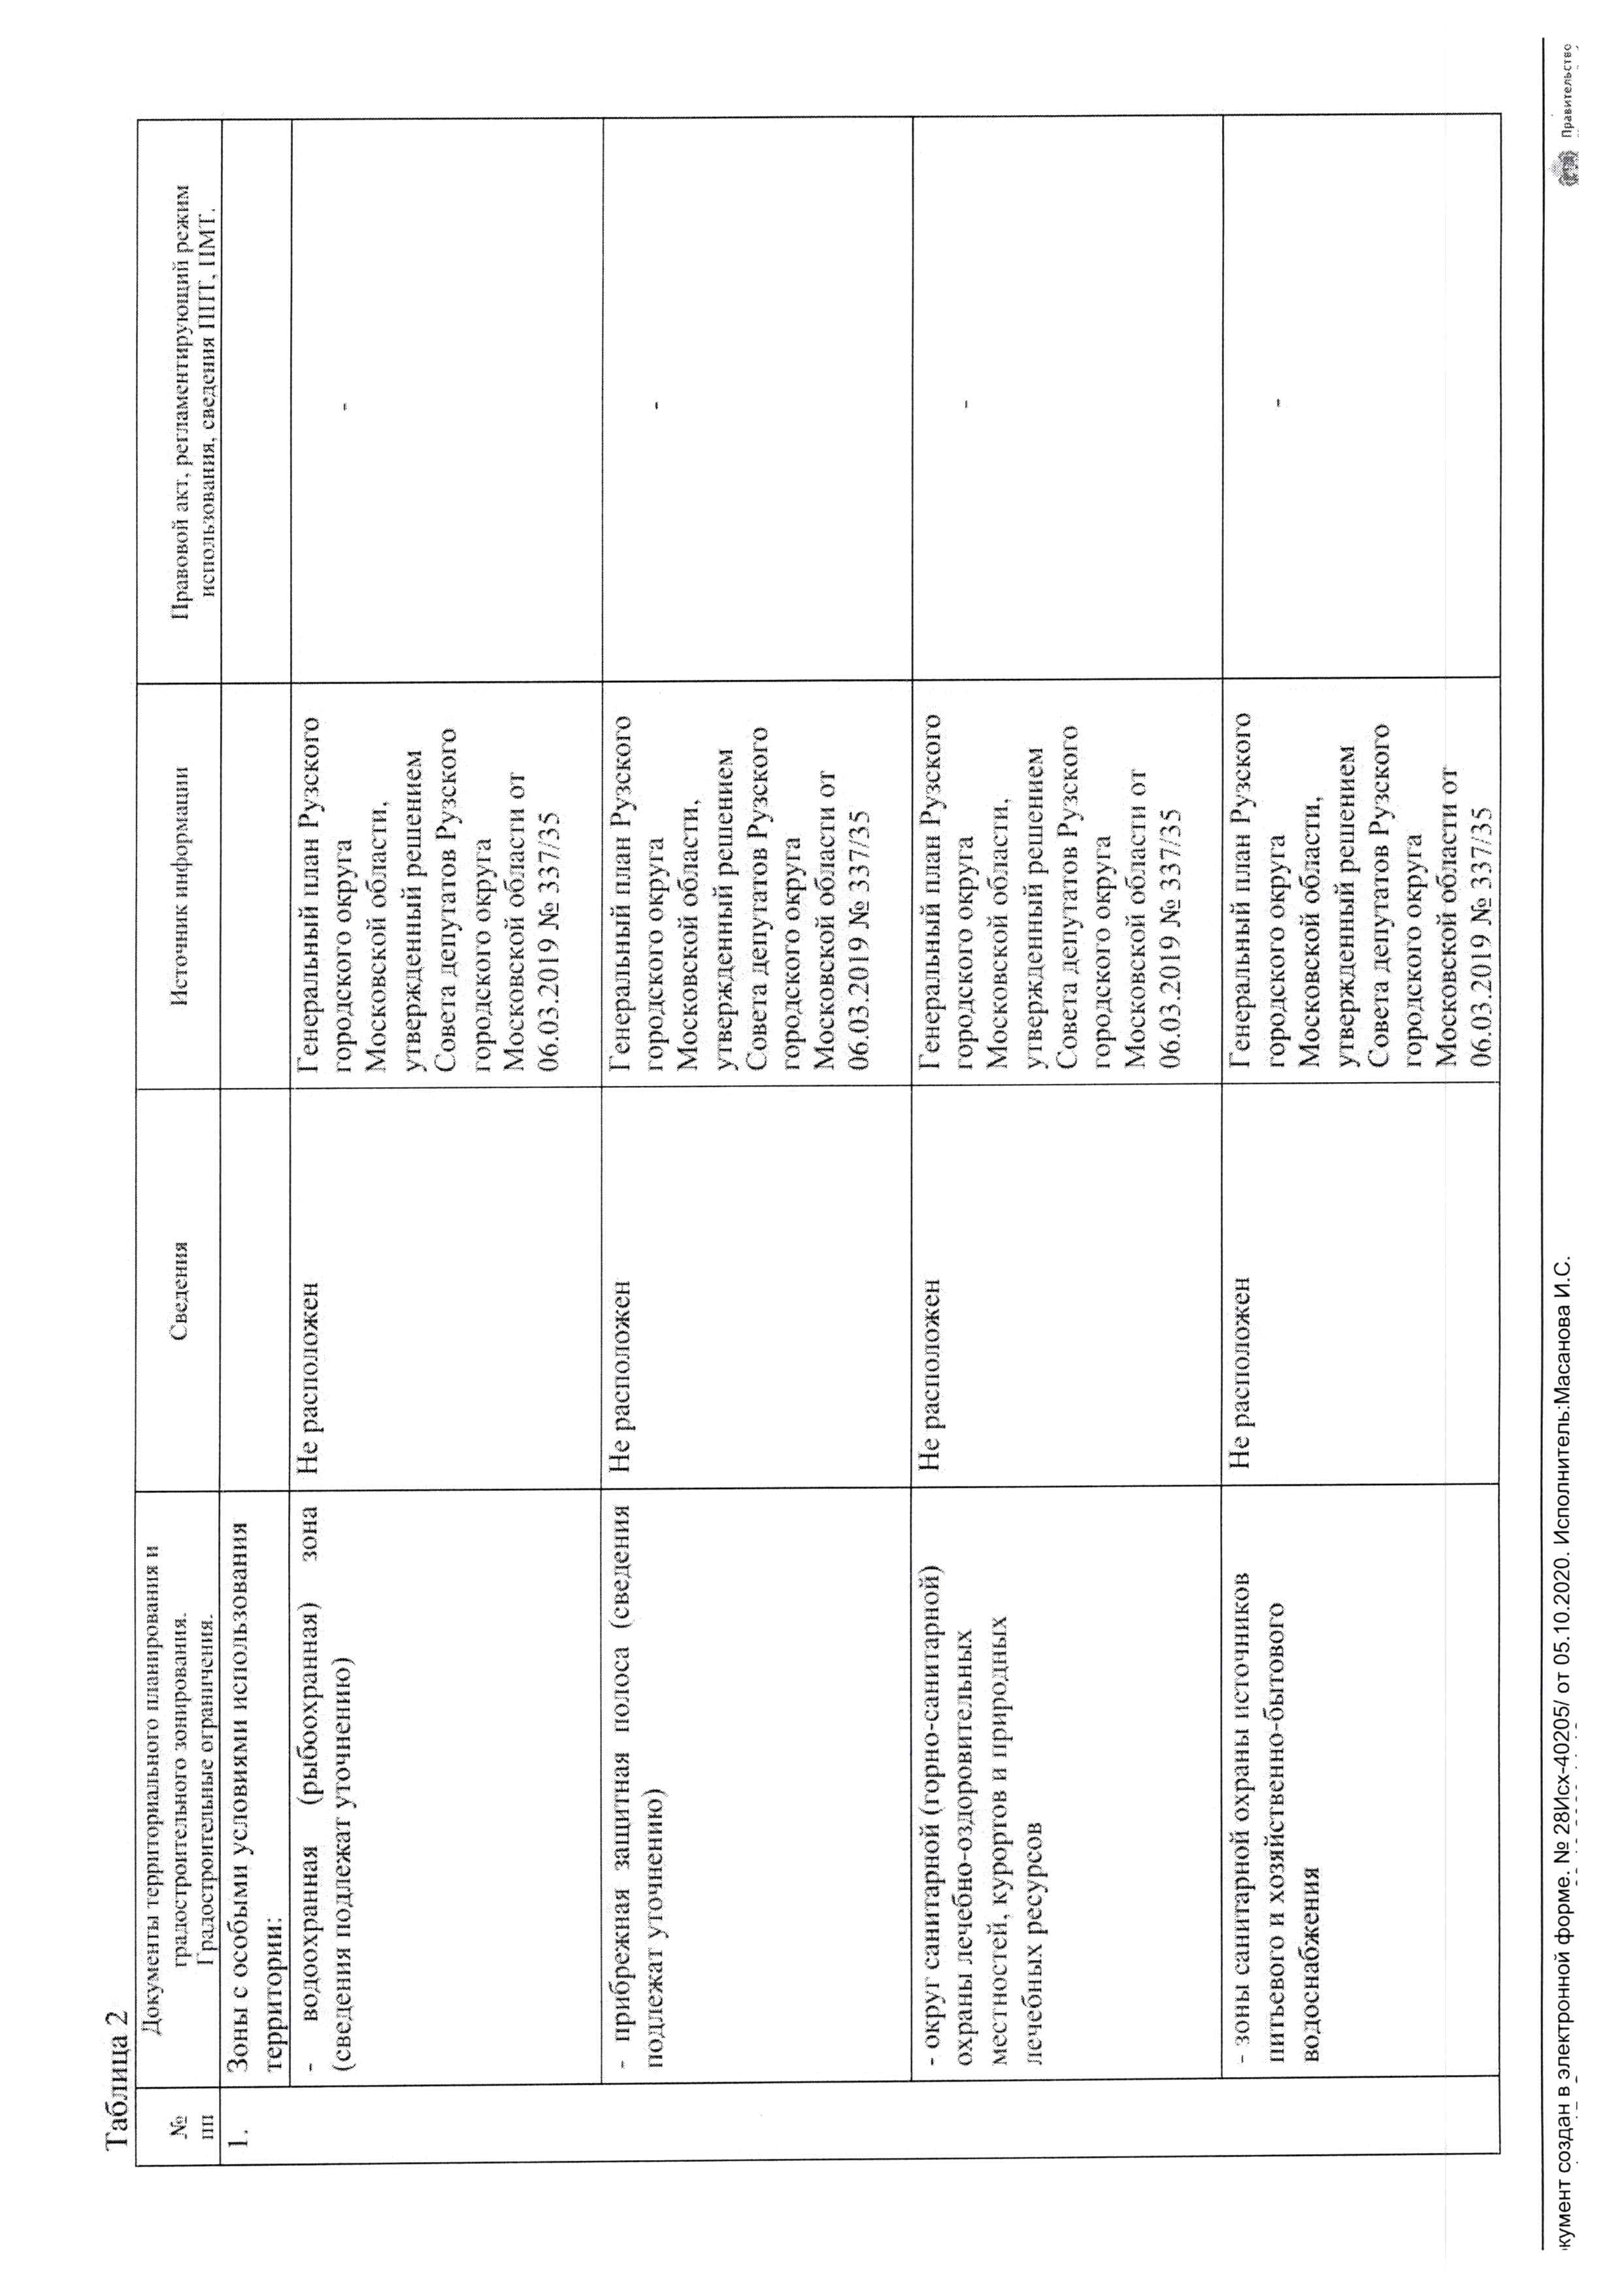 Таблица 2
№
пп
Документы территориального планирования и
градостроительного зонирования.
Градостроительные ограничения.
Сведения
Источник информации
Правовой акт, регламентирующий режим
использования, сведения ППТ, ПМТ.
1.
Зоны с особыми условиями использования
территории:
- водоохранная (рыбоохранная) зона
(сведения подлежат уточнению)
Не расположен
Генеральный план Рузского
городского округа
Московской области,
утвержденный решением
Совета депутатов Рузского
городского округа
Московской области от
06.03.2019 № 337/35
-
- прибрежная защитная полоса (сведения
подлежат уточнению)
Не расположен
Генеральный план Рузского
городского округа
Московской области,
утвержденный решением
Совета депутатов Рузского
городского округа
Московской области от
06.03.2019 № 337/35
-
- округ санитарной (горно-санитарной)
охраны лечебно-оздоровительных
местностей, курортов и природных
лечебных ресурсов
Не расположен
Генеральный план Рузского
городского округа
Московской области,
утвержденный решением
Совета депутатов Рузского
городского округа
Московской области от
06.03.2019 № 337/35
-
- зоны санитарной охраны источников
питьевого и хозяйственно-бытового
водоснабжения
Не расположен
Генеральный план Рузского
городского округа
Московской области,
утвержденный решением
Совета депутатов Рузского
городского округа
Московской области от
06.03.2019 № 337/35
-
кумент создан в электронной форме. № 28Исх-40205/ от 05.10.2020. Исполнитель:Масанова И.С.
Правительство